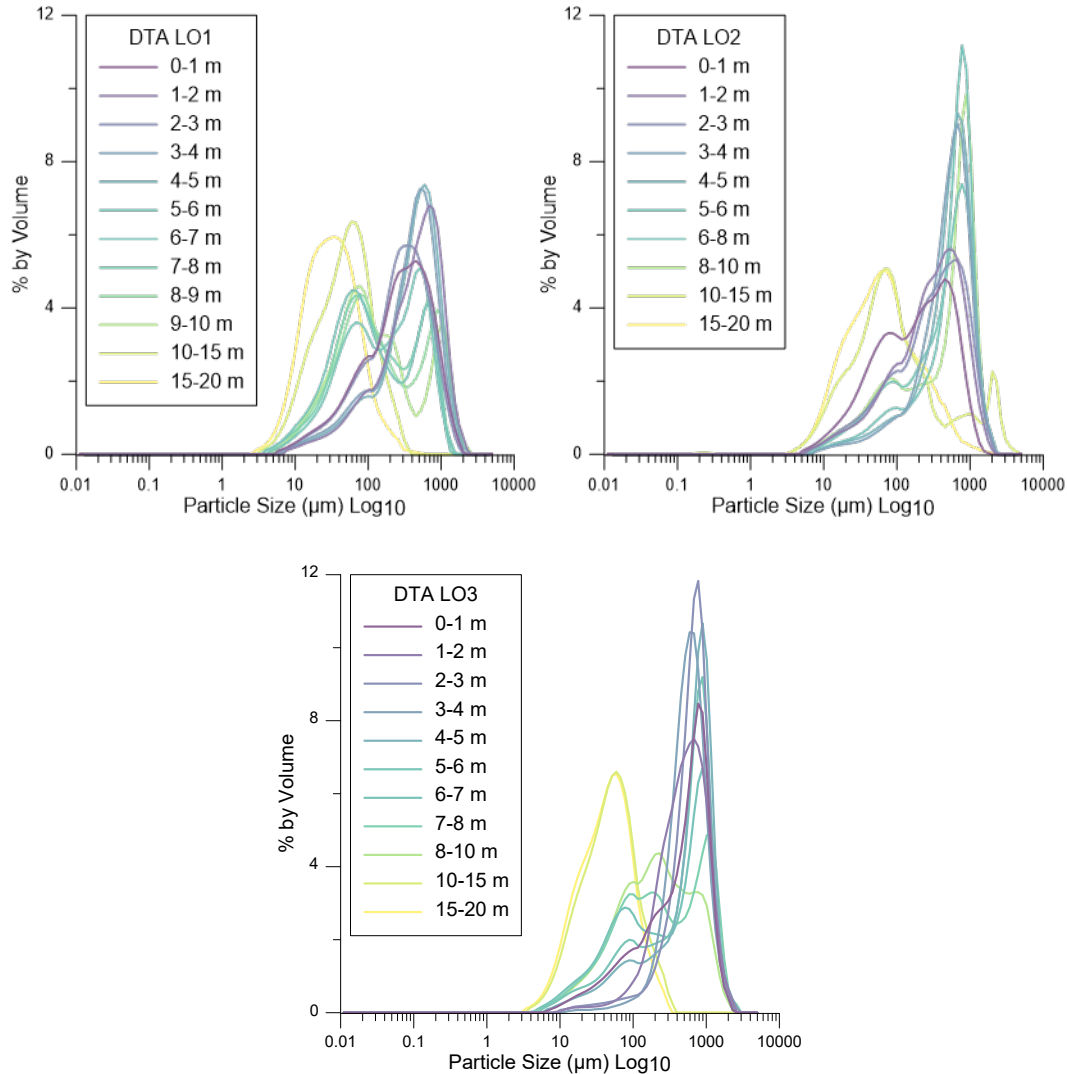 12
8
4
0
% by Volume
DTA LO1
0-1 m
1-2 m
2-3 m
3-4 m
4-5 m
5-6 m
6-7 m
7-8 m
8-9 m
9-10 m
10-15 m
15-20 m
0.01 0.1 1 10 100 1000 10000
Particle Size (µm) Log10
12
8
4
0
% by Volume
DTA LO2
0-1 m
1-2 m
2-3 m
3-4 m
4-5 m
5-6 m
6-8 m
8-10 m
10-15 m
15-20 m
0.01 0.1 1 10 100 1000 10000
Particle Size (µm) Log10
12
8
4
0
% by Volume
DTA LO3
0-1 m
1-2 m
2-3 m
3-4 m
4-5 m
5-6 m
6-7 m
7-8 m
8-10 m
10-15 m
15-20 m
0.01 0.1 1 10 100 1000 10000
Particle Size (µm) Log10